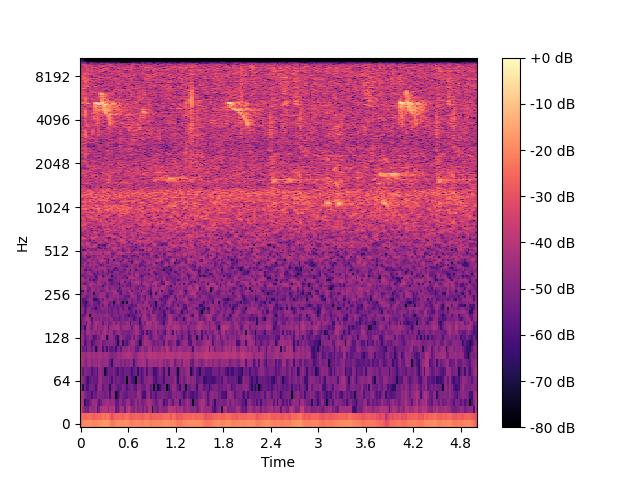 8192
4096
2048
1024
512
256
128
64
0
Hz
0 0.6 1.2 1.8 2.4 3 3.6 4.2 4.8
Time
+0 dB
-10 dB
-20 dB
-30 dB
-40 dB
-50 dB
-60 dB
-70 dB
-80 dB